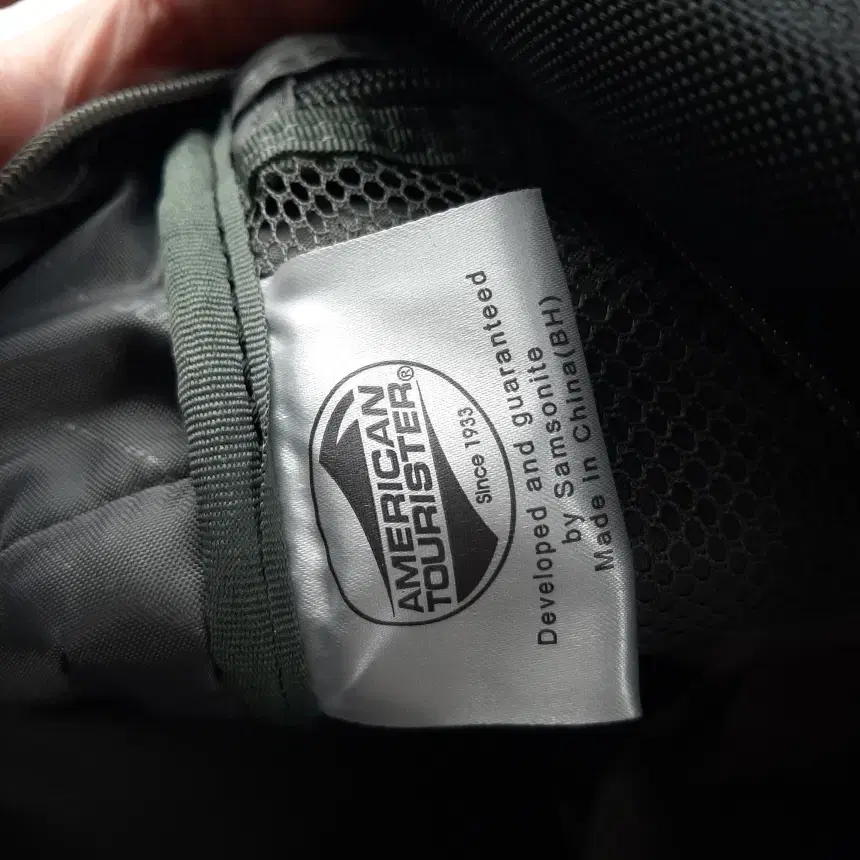 AMERICAN
TOURISTER®
Since 1933
Developed and guaranteed
by Samsonite
Made in China(BH)